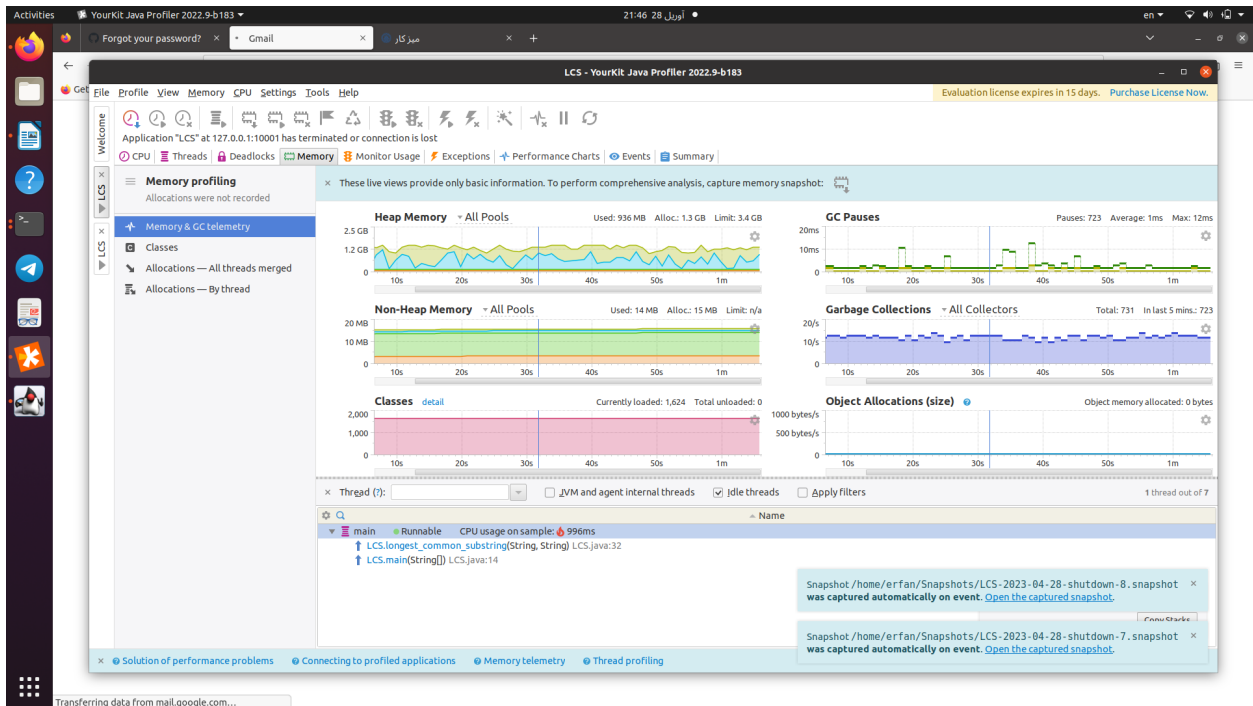 Activities
YourKit Java Profiler 2022.9-b183
21:46 28 آوریل
en
Forgot your password?
Gmail
میز کار
LCS - YourKit Java Profiler 2022.9-b183
Get
File Profile View Memory CPU Settings Tools Help
Evaluation license expires in 15 days. Purchase License Now.
Welcome
LCS
LCS
Application "LCS" at 127.0.0.1:10001 has terminated or connection is lost
CPU Threads Deadlocks Memory Monitor Usage Exceptions Performance Charts Events Summary
Memory profiling
Allocations were not recorded
Memory & GC telemetry
Classes
Allocations — All threads merged
Allocations — By thread
These live views provide only basic information. To perform comprehensive analysis, capture memory snapshot:
Heap Memory All Pools Used: 936 MB Alloc.: 1.3 GB Limit: 3.4 GB
2.5 GB
1.2 GB
0
10s 20s 30s 40s 50s 1m
GC Pauses Pauses: 723 Average: 1ms Max: 12ms
20ms
10ms
0
10s 20s 30s 40s 50s 1m
Non-Heap Memory All Pools Used: 14 MB Alloc.: 15 MB Limit: n/a
20 MB
10 MB
0
10s 20s 30s 40s 50s 1m
Garbage Collections All Collectors Total: 731 In last 5 mins.: 723
20/s
10/s
0
10s 20s 30s 40s 50s 1m
Classes detail Currently loaded: 1,624 Total unloaded: 0
2,000
1,000
0
10s 20s 30s 40s 50s 1m
Object Allocations (size) Object memory allocated: 0 bytes
1000 bytes/s
500 bytes/s
0
10s 20s 30s 40s 50s 1m
Thread (?): JVM and agent internal threads Idle threads Apply filters 1 thread out of 7
Name
main Runnable CPU usage on sample: 996ms
LCS.longest_common_substring(String, String) LCS.java:32
LCS.main(String[]) LCS.java:14
Snapshot /home/erfan/Snapshots/LCS-2023-04-28-shutdown-8.snapshot
was captured automatically on event. Open the captured snapshot.
Copy Stacks
Snapshot /home/erfan/Snapshots/LCS-2023-04-28-shutdown-7.snapshot
was captured automatically on event. Open the captured snapshot.
Solution of performance problems Connecting to profiled applications Memory telemetry Thread profiling
Transferring data from mail.google.com...